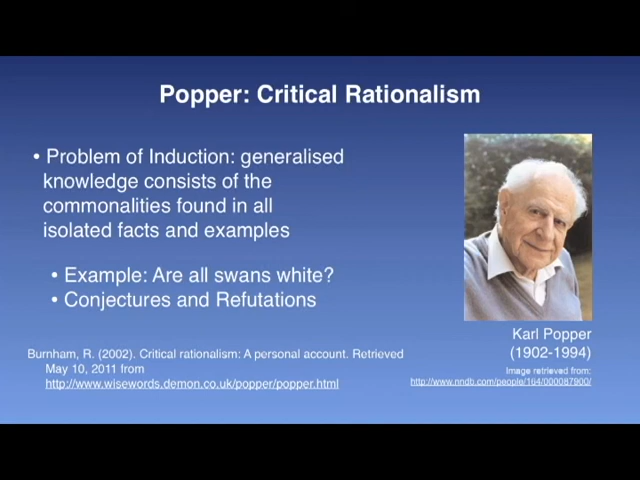 Popper: Critical Rationalism
• Problem of Induction: generalised
knowledge consists of the
commonalities found in all
isolated facts and examples
• Example: Are all swans white?
• Conjectures and Refutations
Burnham, R. (2002). Critical rationalism: A personal account. Retrieved
May 10, 2011 from
http://www.wisewords.demon.co.uk/popper/popper.html
Karl Popper
(1902-1994)
Image retrieved from:
http://www.nndb.com/people/164/000087900/